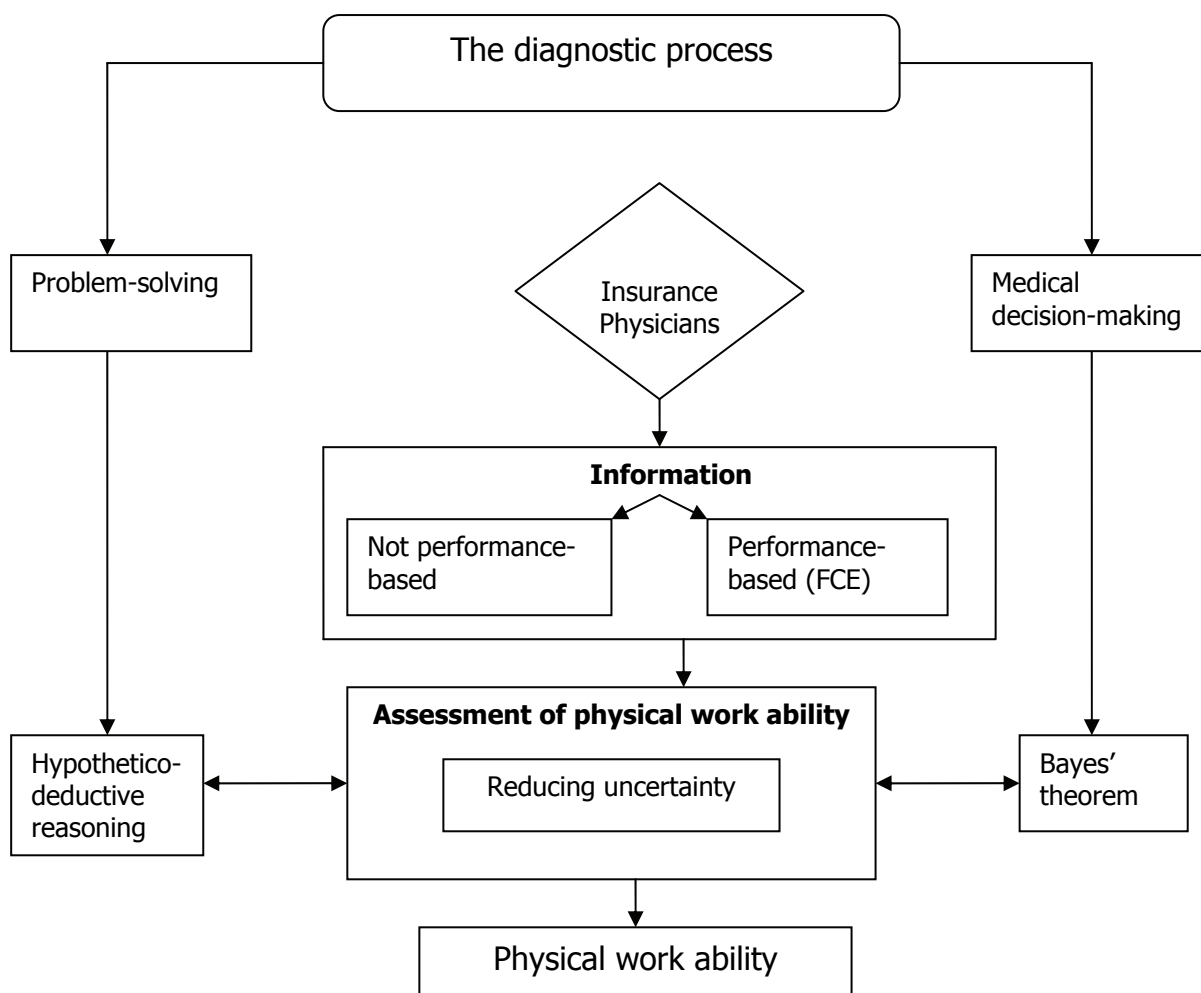 The diagnostic process
Problem-solving
Insurance
Physicians
Medical
decision-making
Information
Not performance-
based
Performance-
based (FCE)
Assessment of physical work ability
Reducing uncertainty
Hypothetico-
deductive
reasoning
Bayes’
theorem
Physical work ability